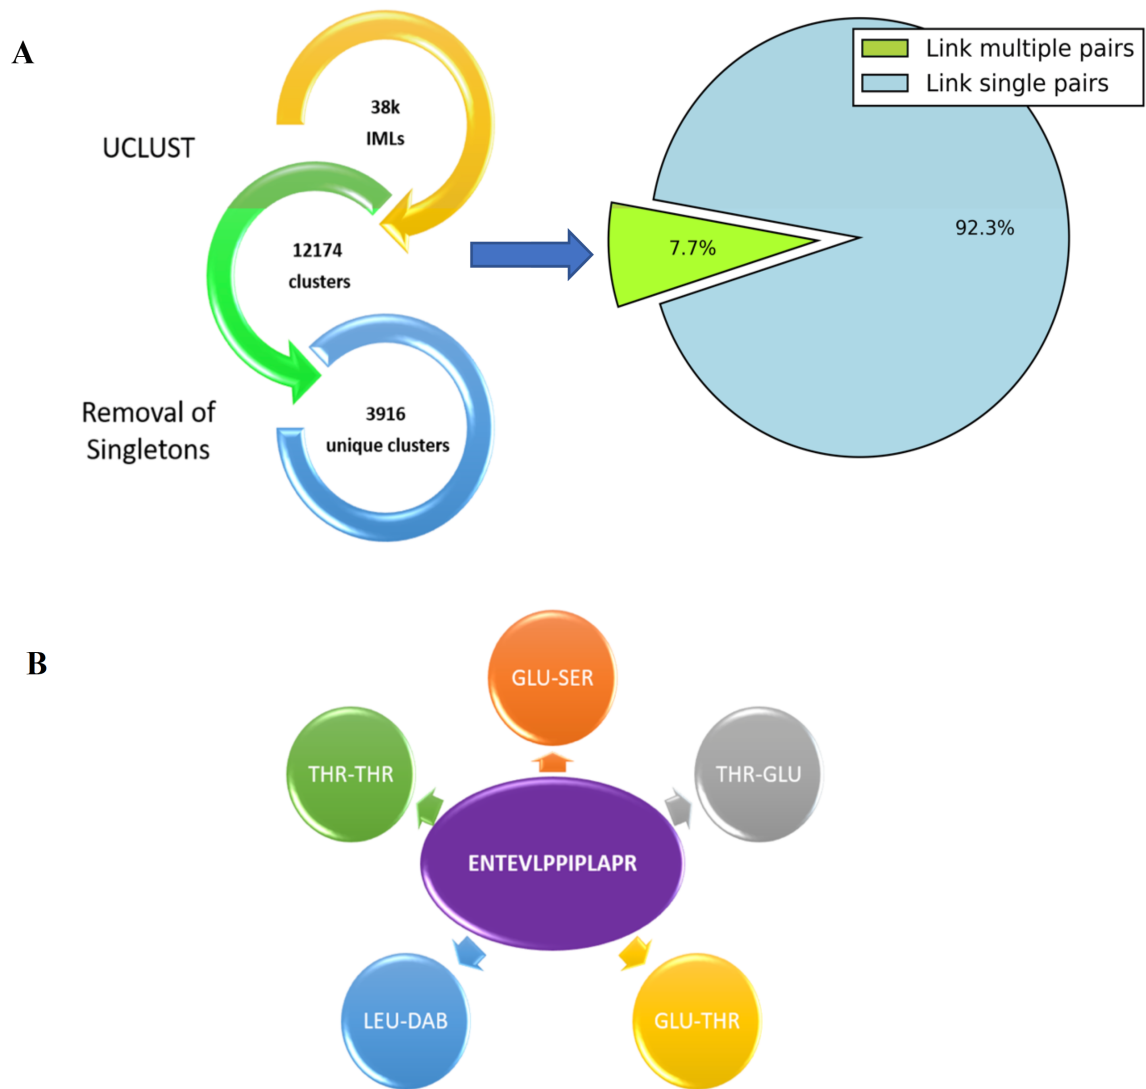 A
UCLUST
38k
IMLs
12174
clusters
Removal of
Singletons
3916
unique clusters
Link multiple pairs
Link single pairs
7.7%
92.3%
B
GLU-SER
THR-THR
THR-GLU
ENTEVLPPIPLAPR
LEU-DAB
GLU-THR